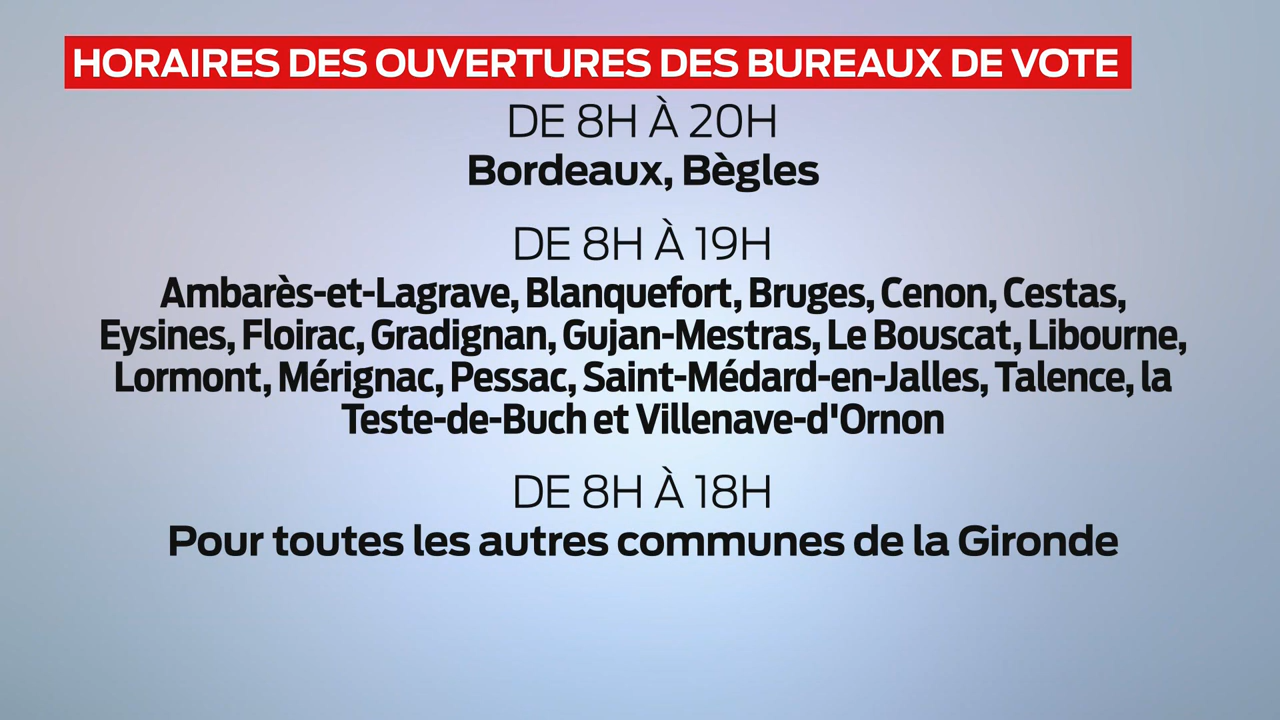 HORAIRES DES OUVERTURES DES BUREAUX DE VOTE
DE 8H À 20H
Bordeaux, Bègles
DE 8H À 19H
Ambarès-et-Lagrave, Blanquefort, Bruges, Cenon, Cestas,
Eysines, Floirac, Gradignan, Gujan-Mestras, Le Bouscat, Libourne,
Lormont, Mérignac, Pessac, Saint-Médard-en-Jalles, Talence, la
Teste-de-Buch et Villenave-d'Ornon
DE 8H À 18H
Pour toutes les autres communes de la Gironde